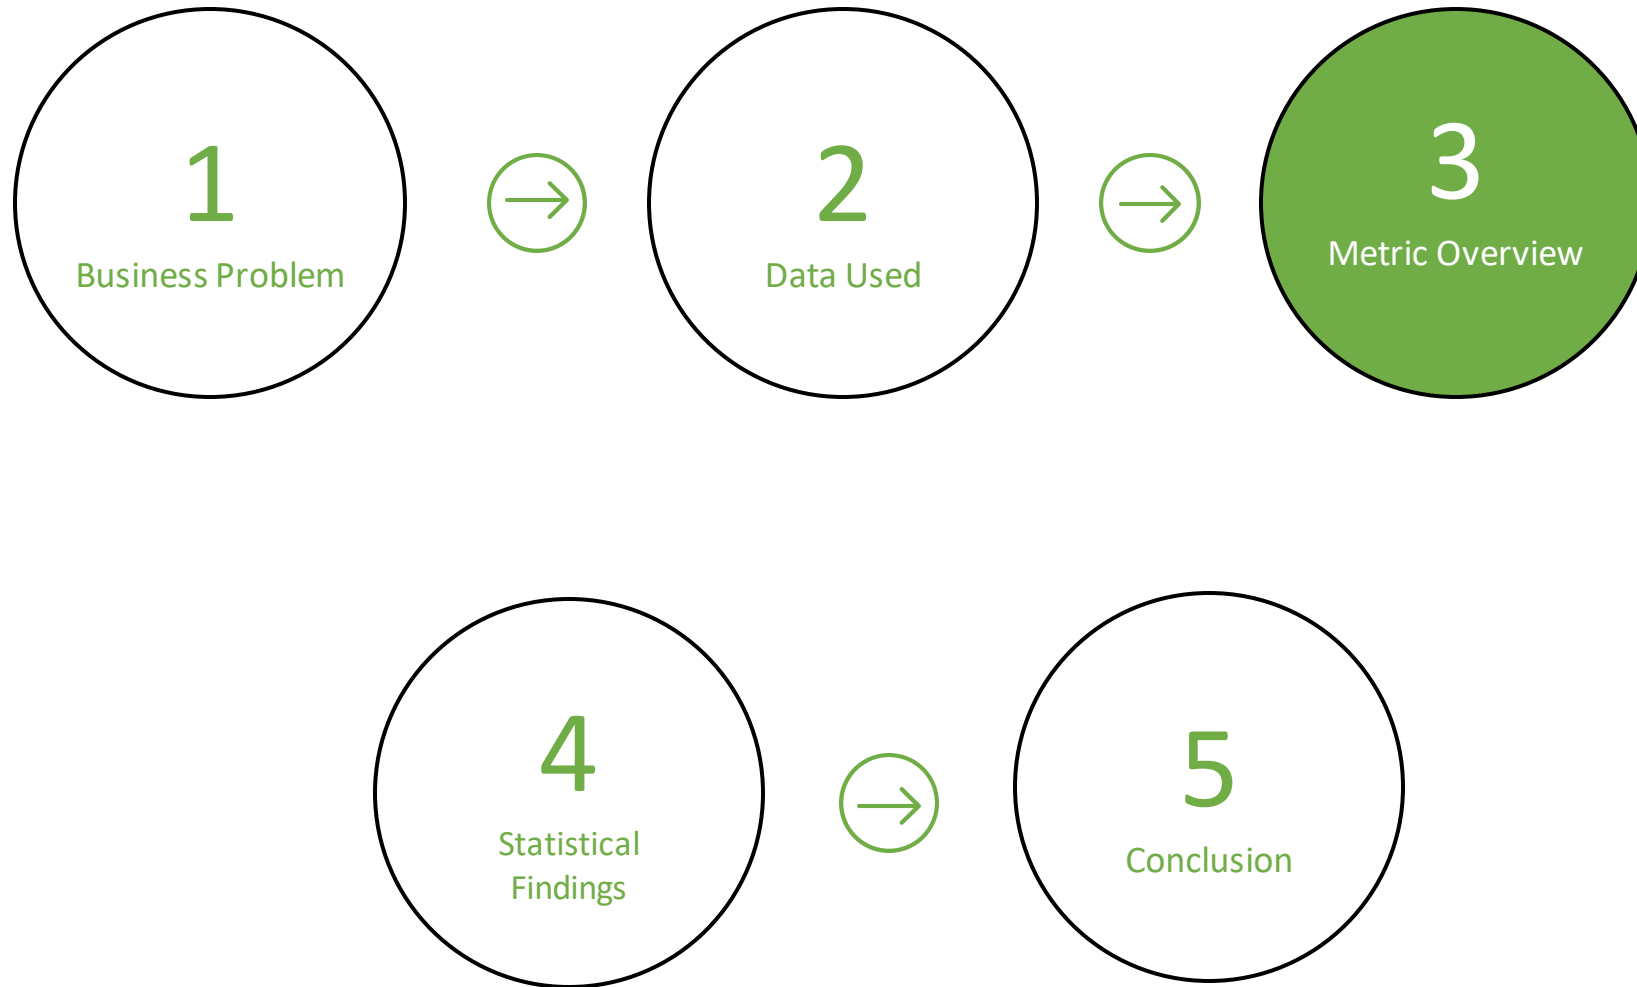 1
Business Problem
2
Data Used
3
Metric Overview
4
Statistical
Findings
5
Conclusion